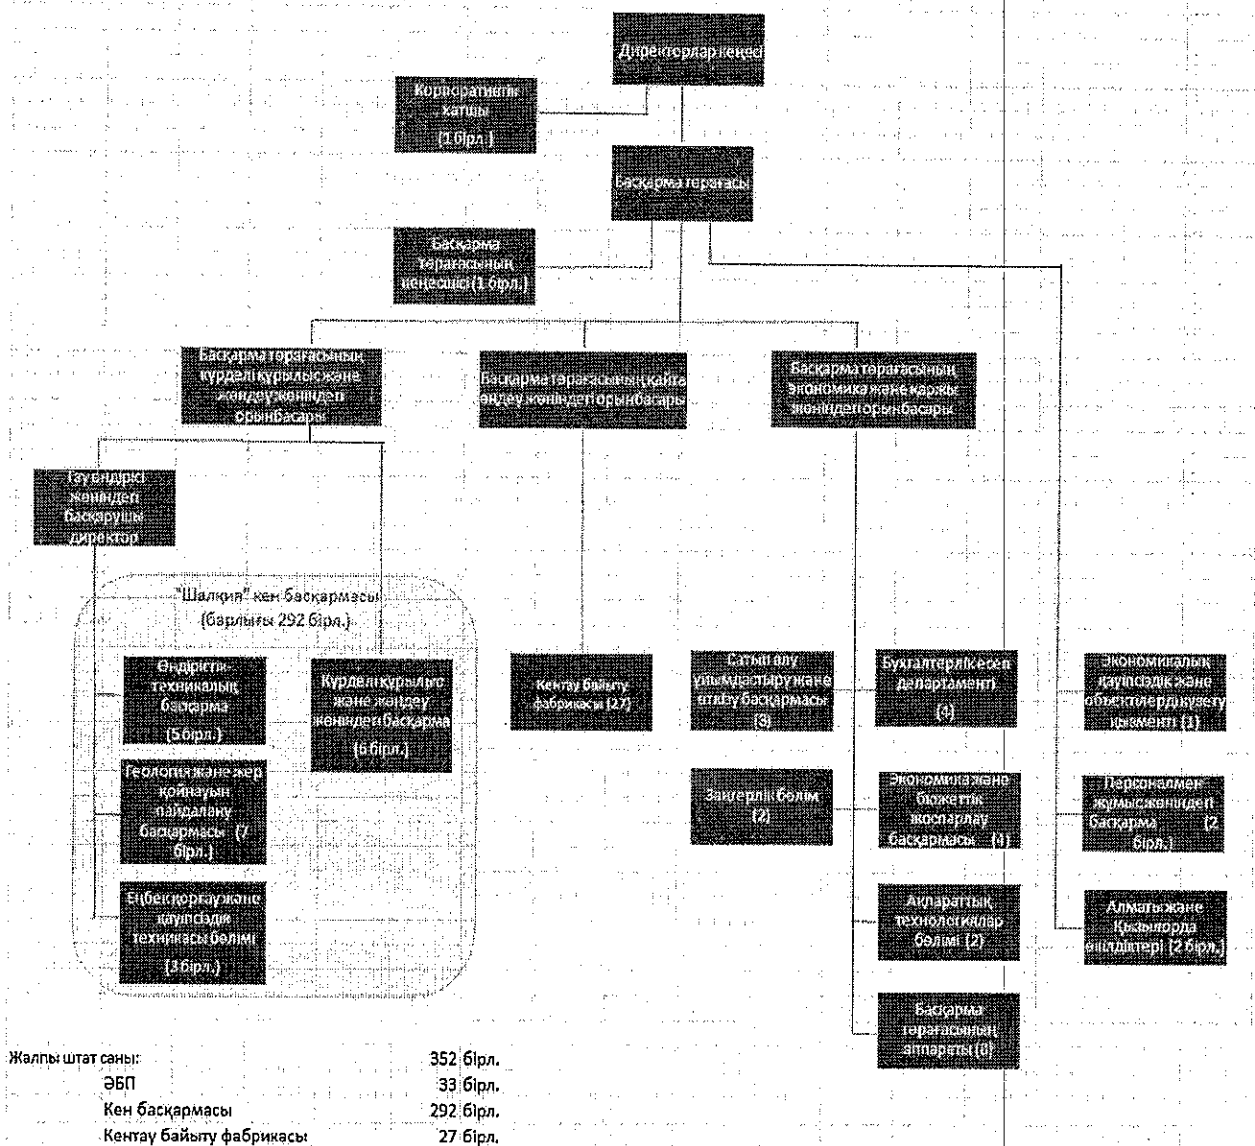 Директорлар кеңесі
Корпоративтік
хатшы
(1 бірл.)
Басқарма төрағасы
Басқарма
төрағасының
кеңесшісі (1 бірл.)
Басқарма төрағасының
күрделі құрылыс және
жөндеу жөніндегі
орынбасары
Басқарма төрағасының қайта
өңдеу жөніндегі орынбасары
Басқарма төрағасының
экономика және қаржы
жөніндегі орынбасары
Тау өндірісі
жөніндегі
басқарушы
директор
"Шалқия" кен басқармасы
(барлығы 292 бірл.)
Өндірістік-
техникалық
басқарма
(5 бірл.)
Күрделі құрылыс
және жөндеу
жөніндегі басқарма
(6 бірл.)
Геология және жер
қойнауын
пайдалану
басқармасы (7
бірл.)
Еңбек қорғау және
қауіпсіздік
техникасы бөлімі
(3 бірл.)
Кентау байыту
фабрикасы (27)
Сатып алу
ұйымдастыру және
өткізу басқармасы
(3)
Бухгалтерлік есеп
департаменті
(4)
Экономикалық
қауіпсіздік және
объектілерді күзету
қызметі (1)
Заңгерлік бөлім
(2)
Экономика және
бюжеттік
жоспарлау
басқармасы (4)
Персоналмен
жұмыс жөніндегі
басқарма (2
бірл.)
Ақпараттық
технологиялар
бөлімі (2)
Алматы және
Қызылорда
өкілдіктері (2 бірл.)
Басқарма
төрағасының
аппараты
Жалпы штат саны: 352 бірл.
ӘБП 33 бірл.
Кен басқармасы 292 бірл.
Кентау байыту фабрикасы 27 бірл.